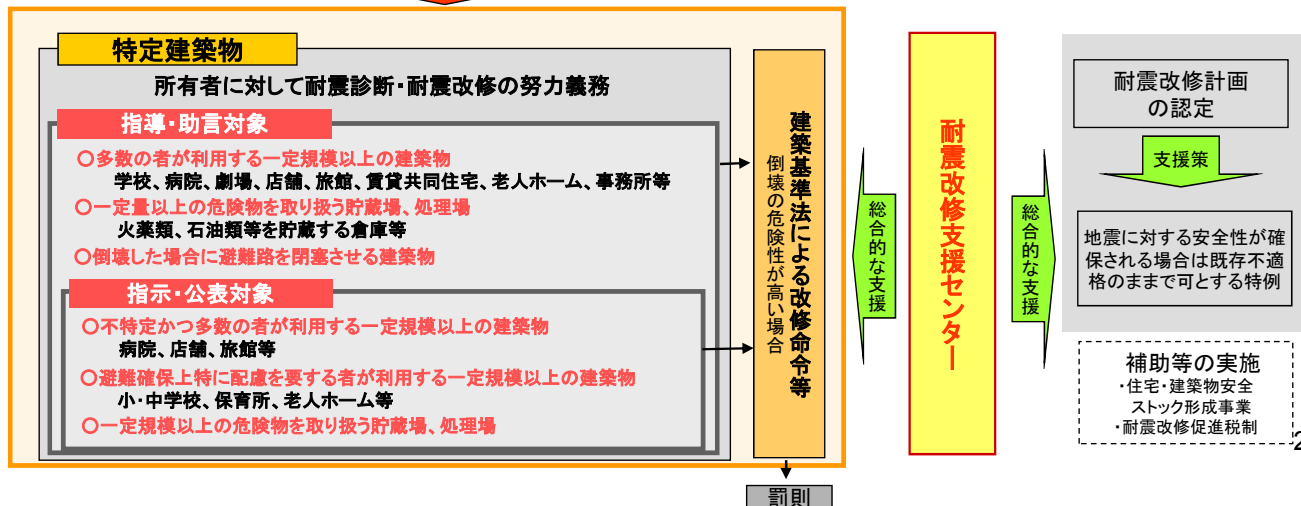 特定建築物
所有者に対して耐震診断・耐震改修の努力義務
指導・助言対象
○多数の者が利用する一定規模以上の建築物
学校、病院、劇場、店舗、旅館、賃貸共同住宅、老人ホーム、事務所等
○一定量以上の危険物を取り扱う貯蔵場、処理場
火薬類、石油類等を貯蔵する倉庫等
○倒壊した場合に避難路を閉塞させる建築物
指示・公表対象
○不特定かつ多数の者が利用する一定規模以上の建築物
病院、店舗、旅館等
○避難確保上特に配慮を要する者が利用する一定規模以上の建築物
小・中学校、保育所、老人ホーム等
○一定規模以上の危険物を取り扱う貯蔵場、処理場
建築基準法による改修命令等
倒壊の危険性が高い場合
罰則
総合的な支援
耐震改修支援センター
総合的な支援
耐震改修計画
の認定
支援策
地震に対する安全性が確
保される場合は既存不適
格のままで可とする特例
補助等の実施
・住宅・建築物安全
ストック形成事業
・耐震改修促進税制
2